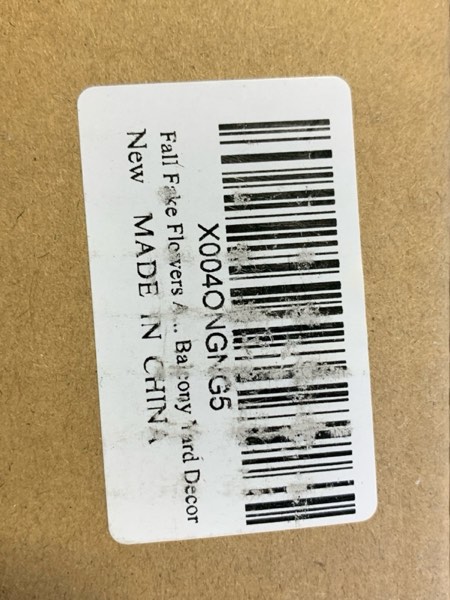 X004ONGNG5
Fall Fake Flowers A... Balcony Yard Decor
New MADE IN CHINA